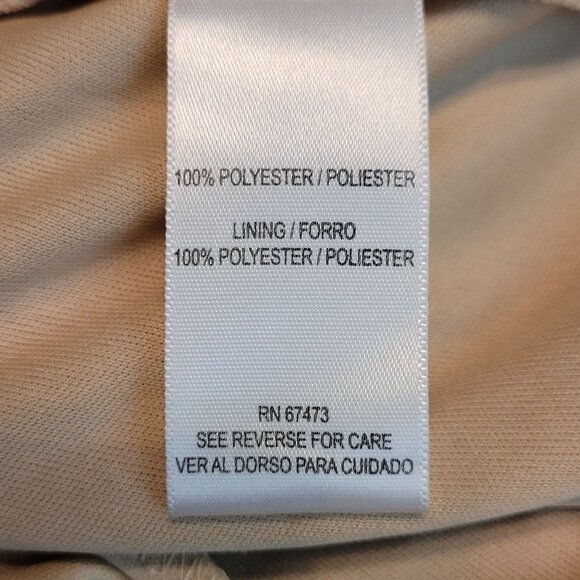 100% POLYESTER / POLIESTER
LINING / FORRO
100% POLYESTER / POLIESTER
RN 67473
SEE REVERSE FOR CARE
VER AL DORSO PARA CUIDADO